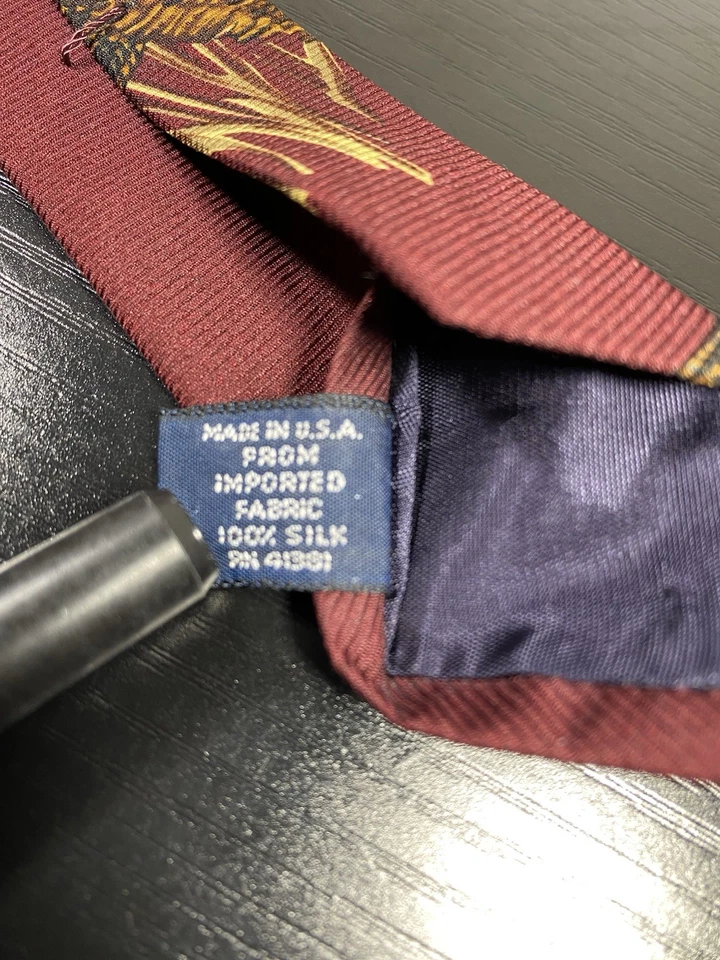 MADE IN U.S.A.
FROM
IMPORTED
FABRIC
100% SILK
RN 41381